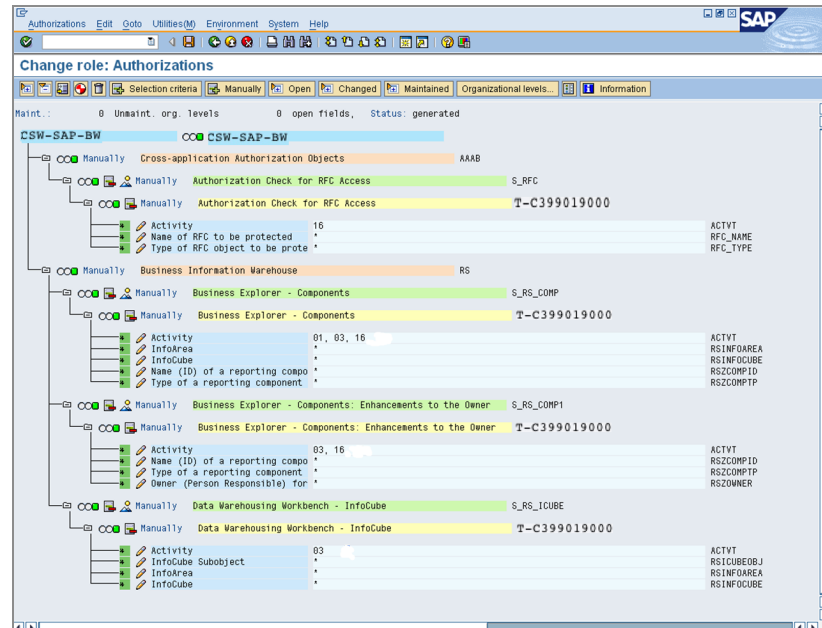 Authorizations Edit Goto Utilities(M) Environment System Help
SAP
Change role: Authorizations
Selection criteria Manually Open Changed Maintained Organizational levels... Information
Maint.: 0 Unmaint. org. levels 0 open fields, Status: generated
CSW-SAP-BW CSW-SAP-BW
Manually Cross-application Authorization Objects AAAB
Manually Authorization Check for RFC Access S_RFC
Manually Authorization Check for RFC Access T-C399019000
Activity 16 ACTVT
Name of RFC to be protected * RFC_NAME
Type of RFC object to be prote * RFC_TYPE
Manually Business Information Warehouse RS
Manually Business Explorer - Components S_RS_COMP
Manually Business Explorer - Components T-C399019000
Activity 01, 03, 16 ACTVT
InfoArea * RSINFOAREA
InfoCube * RSINFOCUBE
Name (ID) of a reporting compo * RSZCOMPID
Type of a reporting component * RSZCOMPTP
Manually Business Explorer - Components: Enhancements to the Owner S_RS_COMP1
Manually Business Explorer - Components: Enhancements to the Owner T-C399019000
Activity 03, 16 ACTVT
Name (ID) of a reporting compo * RSZCOMPID
Type of a reporting component * RSZCOMPTP
Owner (Person Responsible) for * RSZOWNER
Manually Data Warehousing Workbench - InfoCube S_RS_ICUBE
Manually Data Warehousing Workbench - InfoCube T-C399019000
Activity 03 ACTVT
InfoCube Subobject * RSICUBEOBJ
InfoArea * RSINFOAREA
InfoCube * RSINFOCUBE